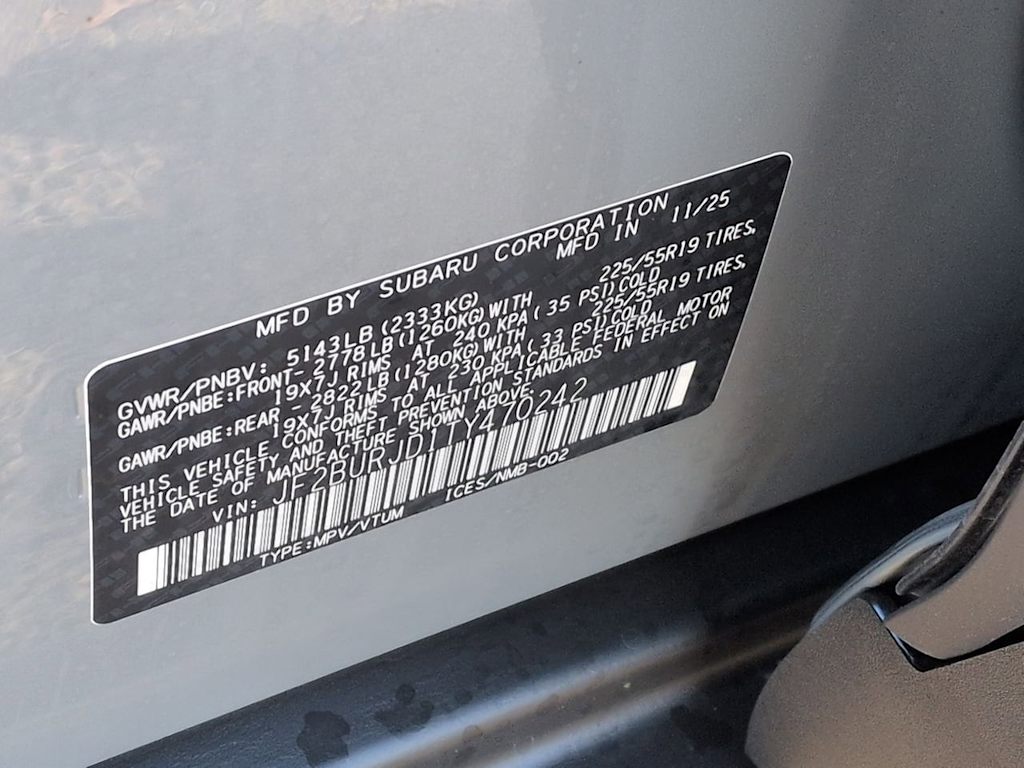 MFD BY SUBARU CORPORATION
MFD IN 11/25
GVWR/PNBV: 5143LB(2333KG)
GAWR/PNBE:FRONT-2778LB(1260KG)WITH 225/55R19 TIRES,
19X7J RIMS AT 240 KPA(35 PSI)COLD
GAWR/PNBE:REAR -2822LB(1280KG)WITH 225/55R19 TIRES,
19X7J RIMS AT 230 KPA(33 PSI)COLD
THIS VEHICLE CONFORMS TO ALL APPLICABLE FEDERAL MOTOR
VEHICLE SAFETY AND THEFT PREVENTION STANDARDS IN EFFECT ON
THE DATE OF MANUFACTURE SHOWN ABOVE.
VIN: JF2BURJD1TY470242
TYPE:MPV/VTUM ICES/NMB-002